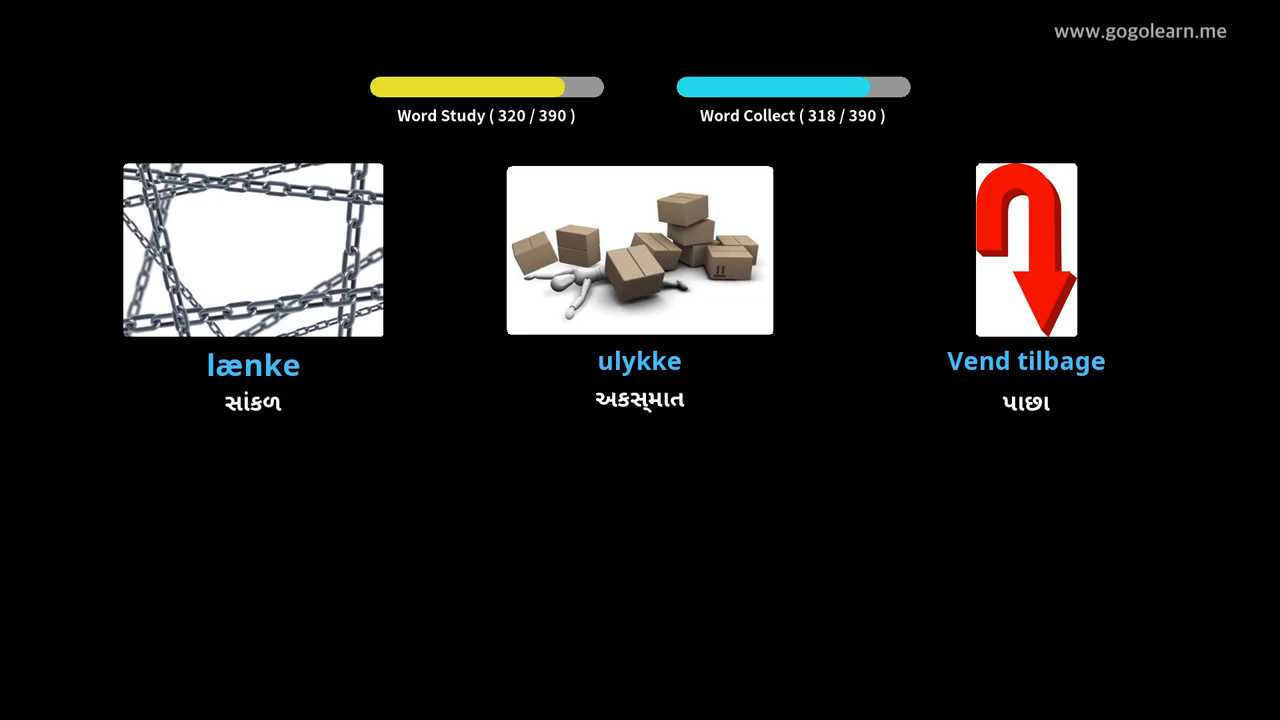 www.gogolearn.me
Word Study ( 320 / 390 )
Word Collect ( 318 / 390 )
lænke
સાંકળ
ulykke
અકસ્માત
Vend tilbage
પાછા